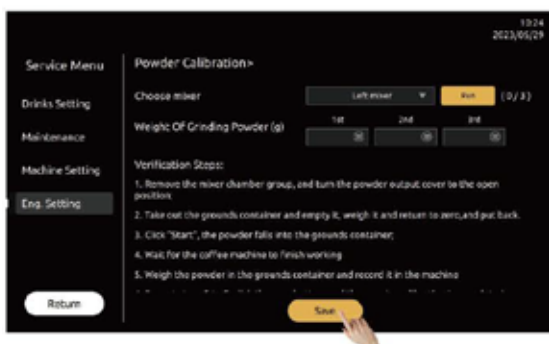 10:24
2023/05/29
Service Menu
Drinks Setting
Maintenance
Machine Setting
Eng. Setting
Return
Powder Calibration>
Choose mixer
Left mixer
Run
(0/3)
Weight Of Grinding Powder (g)
1st
2nd
3rd
Verification Steps:
1. Remove the mixer chamber group, and turn the powder output cover to the open
position
2. Take out the grounds container and empty it, weigh it and return to zero,and put back.
3. Click "Start", the powder falls into the grounds container;
4. Wait for the coffee machine to finish working
5. Weigh the powder in the grounds container and record it in the machine
Save